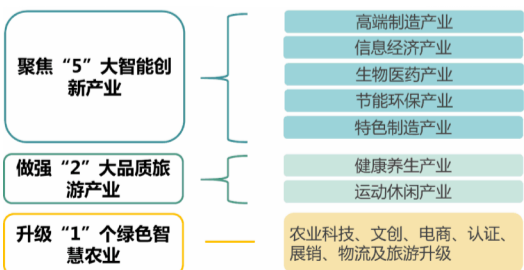 聚焦“5”大智能创
新产业
高端制造产业
信息经济产业
生物医药产业
节能环保产业
特色制造产业
做强“2”大品质旅
游产业
健康养生产业
运动休闲产业
升级“1”个绿色智
慧农业
农业科技、文创、电商、认证、
展销、物流及旅游升级